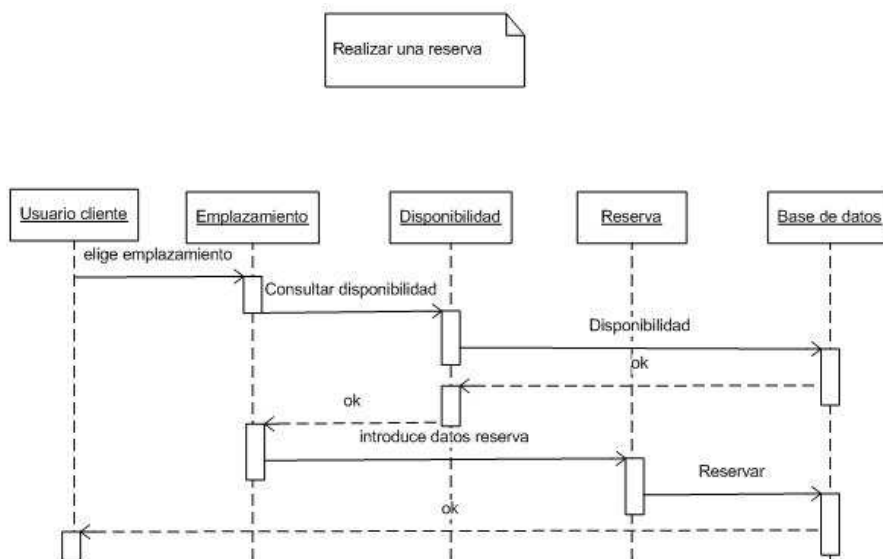 Realizar una reserva
Usuario cliente
Emplazamiento
Disponibilidad
Reserva
Base de datos
elige emplazamiento
Consultar disponibilidad
Disponibilidad
ok
ok
introduce datos reserva
Reservar
ok